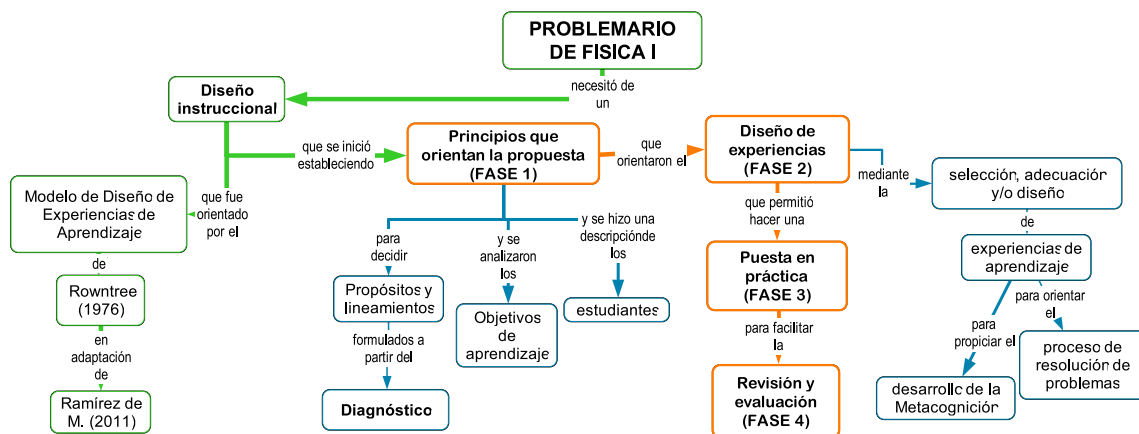 PROBLEMARIO
DE FISICA I
necesitó de
un
Diseño
instruccional
que se inició
estableciendo
Principios que
orientan la propuesta
(FASE 1)
que
orientaron el
Diseño de
experiencias
(FASE 2)
mediante
la
selección, adecuación
y/o diseño
de
experiencias de
aprendizaje
para
propiciar el
desarrollo de la
Metacognición
para orientar
el
proceso de
resolución de
problemas
que permitió
hacer una
Puesta en
práctica
(FASE 3)
para facilitar
la
Revisión y
evaluación
(FASE 4)
para
decidir
Propósitos y
lineamientos
formulados a
partir del
Diagnóstico
y se
analizaron
los
Objetivos
de
aprendizaje
y se hizo una
descripciónde
los
estudiantes
que fue
orientado
por el
Modelo de Diseño de
Experiencias de
Aprendizaje
de
Rowntree
(1976)
en
adaptación
de
Ramírez de
M. (2011)